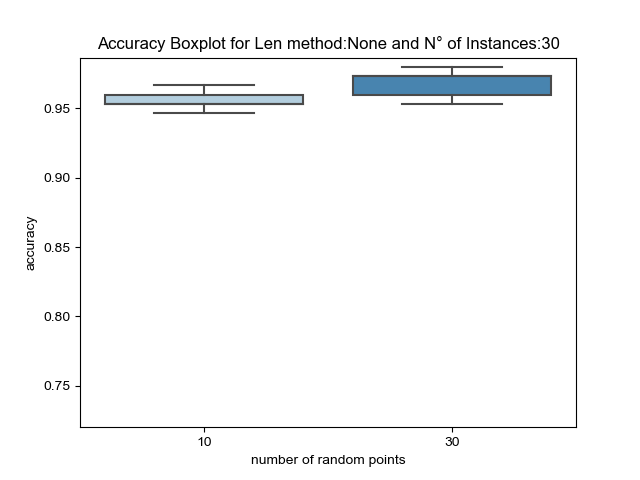 Accuracy Boxplot for Len method:None and N° of Instances:30
0.95
0.90
0.85
0.80
0.75
accuracy
10
30
number of random points